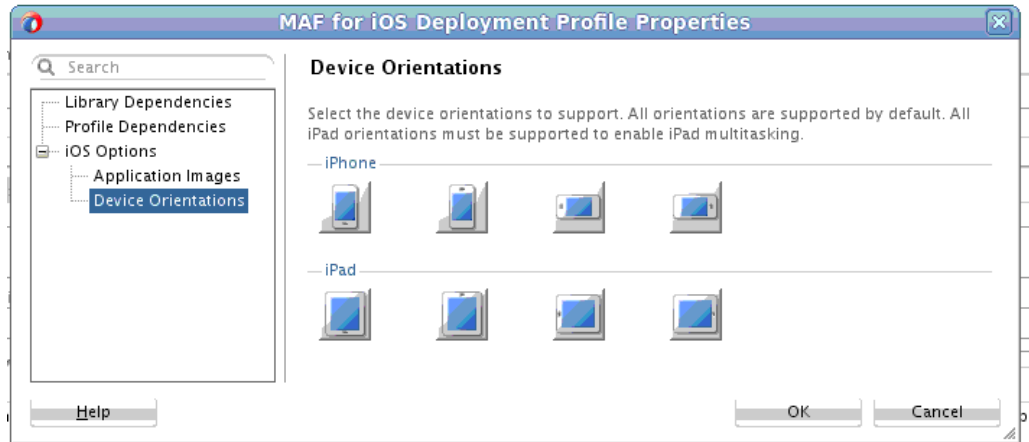 MAF for iOS Deployment Profile Properties
Search
Library Dependencies
Profile Dependencies
iOS Options
Application Images
Device Orientations
Device Orientations
Select the device orientations to support. All orientations are supported by default. All
iPad orientations must be supported to enable iPad multitasking.
iPhone
iPad
Help
OK
Cancel